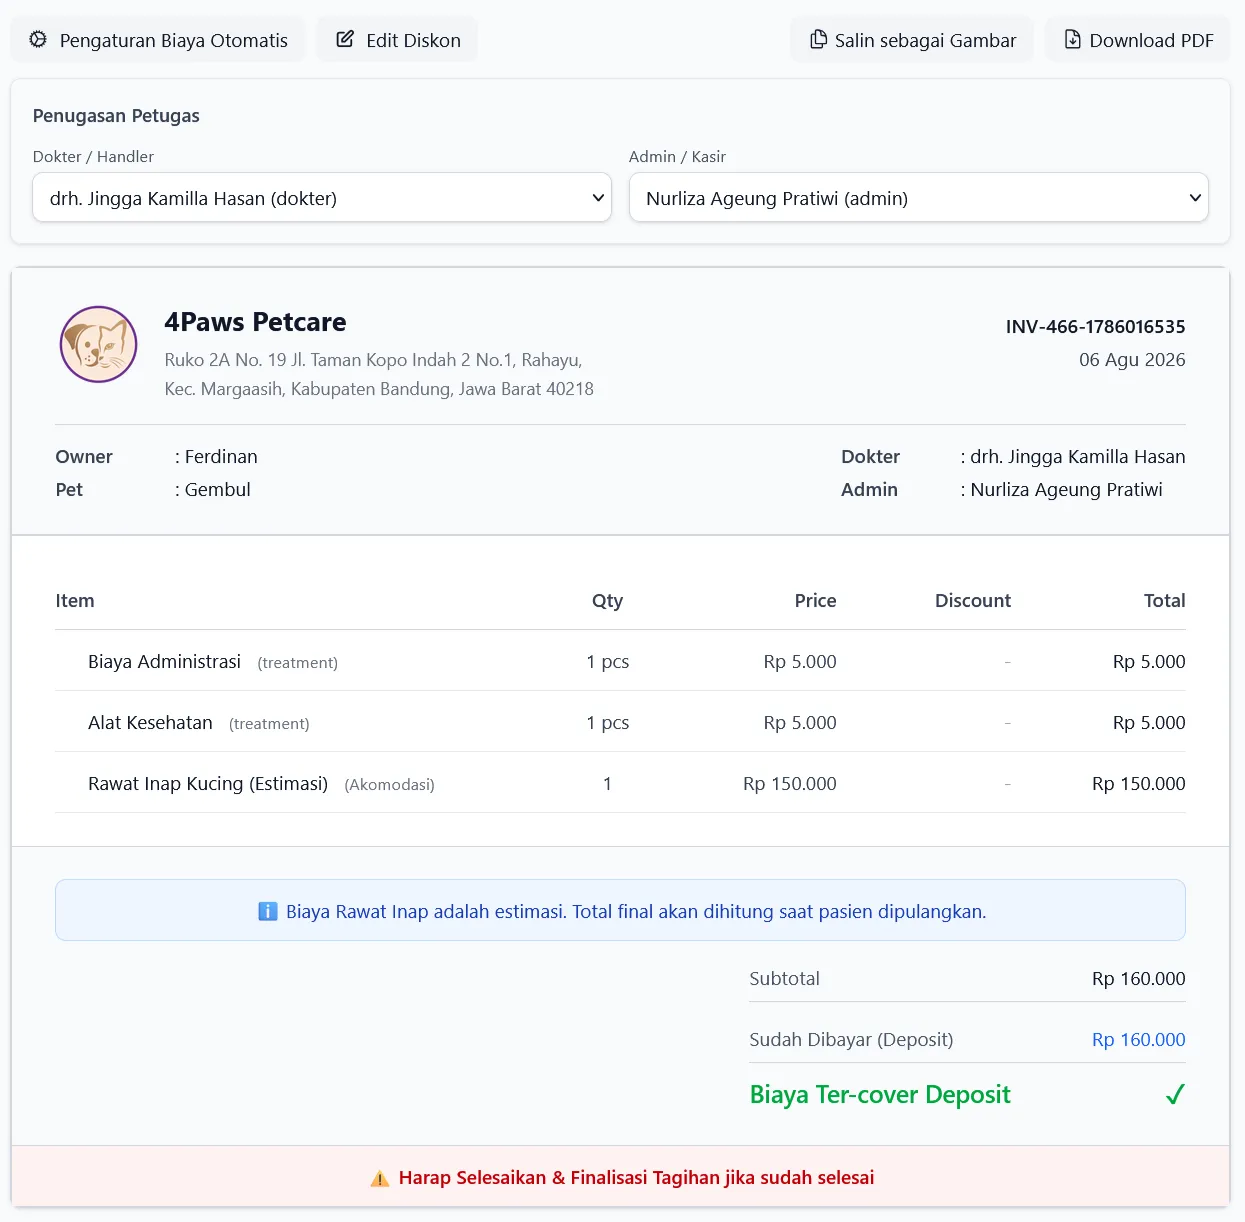 Pengaturan Biaya Otomatis
Edit Diskon
Salin sebagai Gambar
Download PDF
Penugasan Petugas
Dokter / Handler
Admin / Kasir
drh. Jingga Kamilla Hasan (dokter)
Nurliza Ageung Pratiwi (admin)
4Paws Petcare
Ruko 2A No. 19 Jl. Taman Kopo Indah 2 No.1, Rahayu,
Kec. Margaasih, Kabupaten Bandung, Jawa Barat 40218
INV-466-1786016535
06 Agu 2026
Owner : Ferdinan
Pet : Gembul
Dokter : drh. Jingga Kamilla Hasan
Admin : Nurliza Ageung Pratiwi
Item Qty Price Discount Total
Biaya Administrasi (treatment) 1 pcs Rp 5.000 - Rp 5.000
Alat Kesehatan (treatment) 1 pcs Rp 5.000 - Rp 5.000
Rawat Inap Kucing (Estimasi) (Akomodasi) 1 Rp 150.000 - Rp 150.000
Biaya Rawat Inap adalah estimasi. Total final akan dihitung saat pasien dipulangkan.
Subtotal Rp 160.000
Sudah Dibayar (Deposit) Rp 160.000
Biaya Ter-cover Deposit ✓
Harap Selesaikan & Finalisasi Tagihan jika sudah selesai